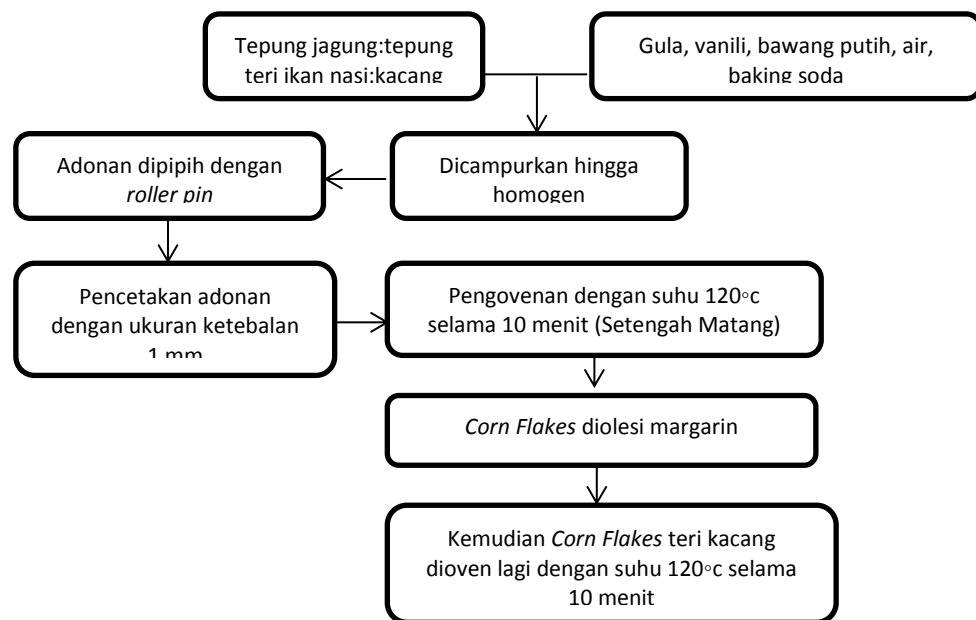 Tepung jagung:tepung
teri ikan nasi:kacang
Gula, vanili, bawang putih, air,
baking soda
Dicampurkan hingga
homogen
Adonan dipipih dengan
roller pin
Pencetakan adonan
dengan ukuran ketebalan
1 mm
Pengovenan dengan suhu 120◦c
selama 10 menit (Setengah Matang)
Corn Flakes diolesi margarin
Kemudian Corn Flakes teri kacang
dioven lagi dengan suhu 120◦c selama
10 menit